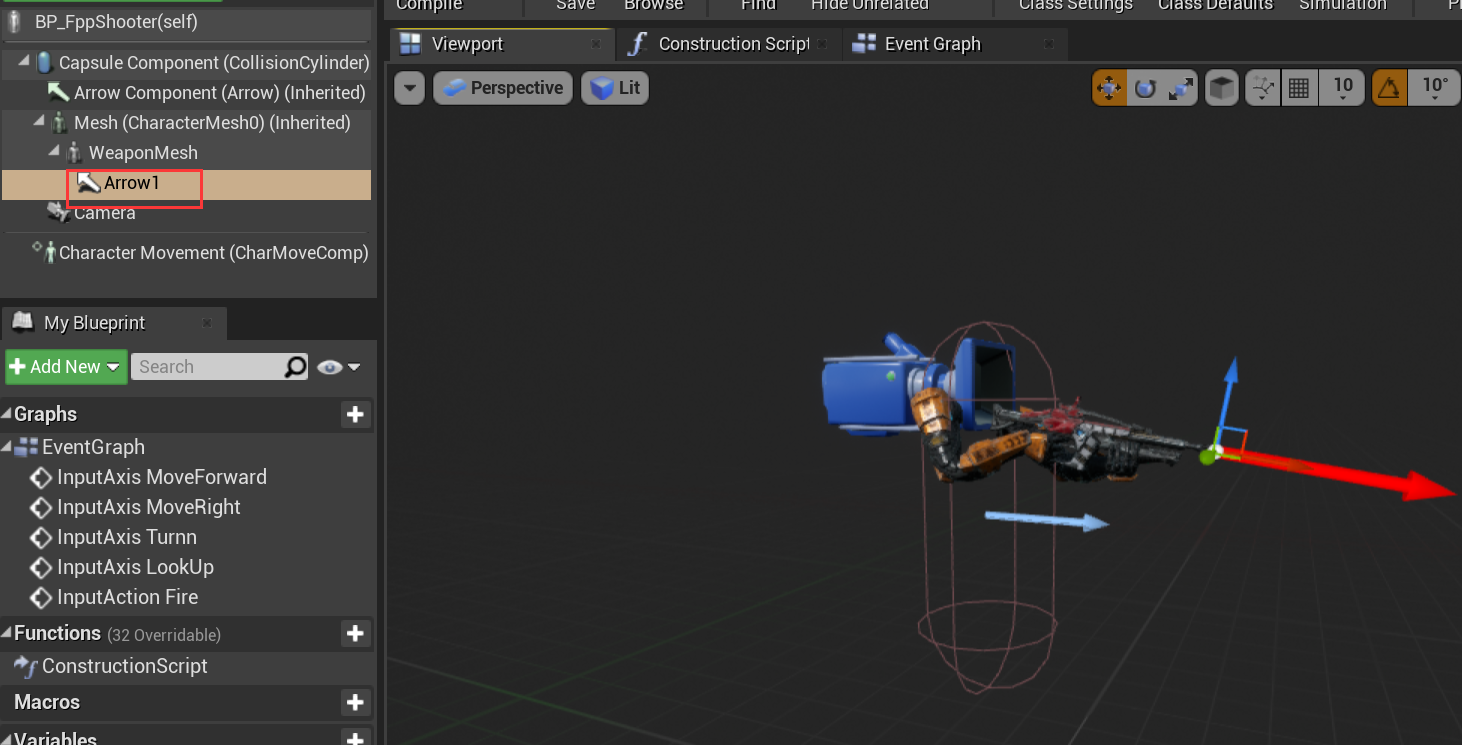 Compile Save Browse Find Hide Unrelated Class Settings Class Defaults Simulation
BP_FppShooter(self)
Capsule Component (CollisionCylinder)
Arrow Component (Arrow) (Inherited)
Mesh (CharacterMesh0) (Inherited)
WeaponMesh
Arrow1
Camera
Character Movement (CharMoveComp)
My Blueprint
Add New Search
Graphs
EventGraph
InputAxis MoveForward
InputAxis MoveRight
InputAxis Turnn
InputAxis LookUp
InputAction Fire
Functions (32 Overridable)
ConstructionScript
Macros
Variables
Viewport Construction Script Event Graph
Perspective Lit 10 10°